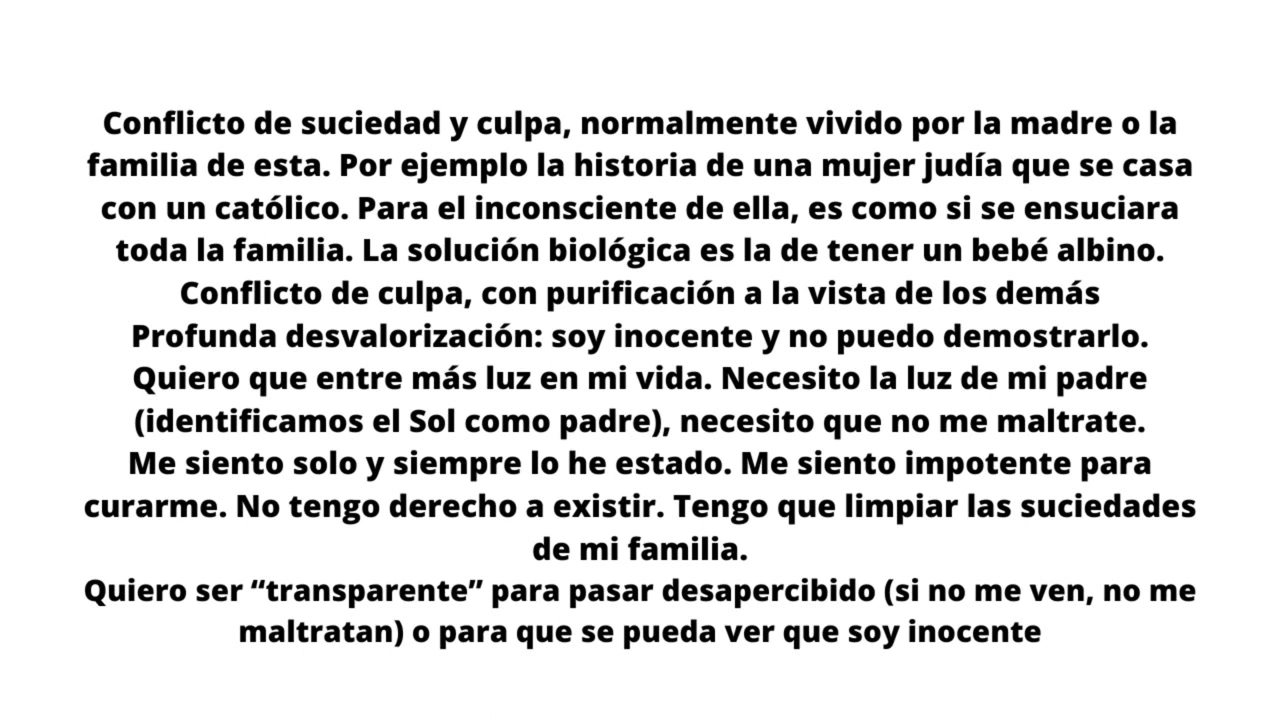 Conflicto de suciedad y culpa, normalmente vivido por la madre o la
familia de esta. Por ejemplo la historia de una mujer judía que se casa
con un católico. Para el inconsciente de ella, es como si se ensuciara
toda la familia. La solución biológica es la de tener un bebé albino.
Conflicto de culpa, con purificación a la vista de los demás
Profunda desvalorización: soy inocente y no puedo demostrarlo.
Quiero que entre más luz en mi vida. Necesito la luz de mi padre
(identificamos el Sol como padre), necesito que no me maltrate.
Me siento solo y siempre lo he estado. Me siento impotente para
curarme. No tengo derecho a existir. Tengo que limpiar las suciedades
de mi familia.
Quiero ser “transparente” para pasar desapercibido (si no me ven, no me
maltratan) o para que se pueda ver que soy inocente